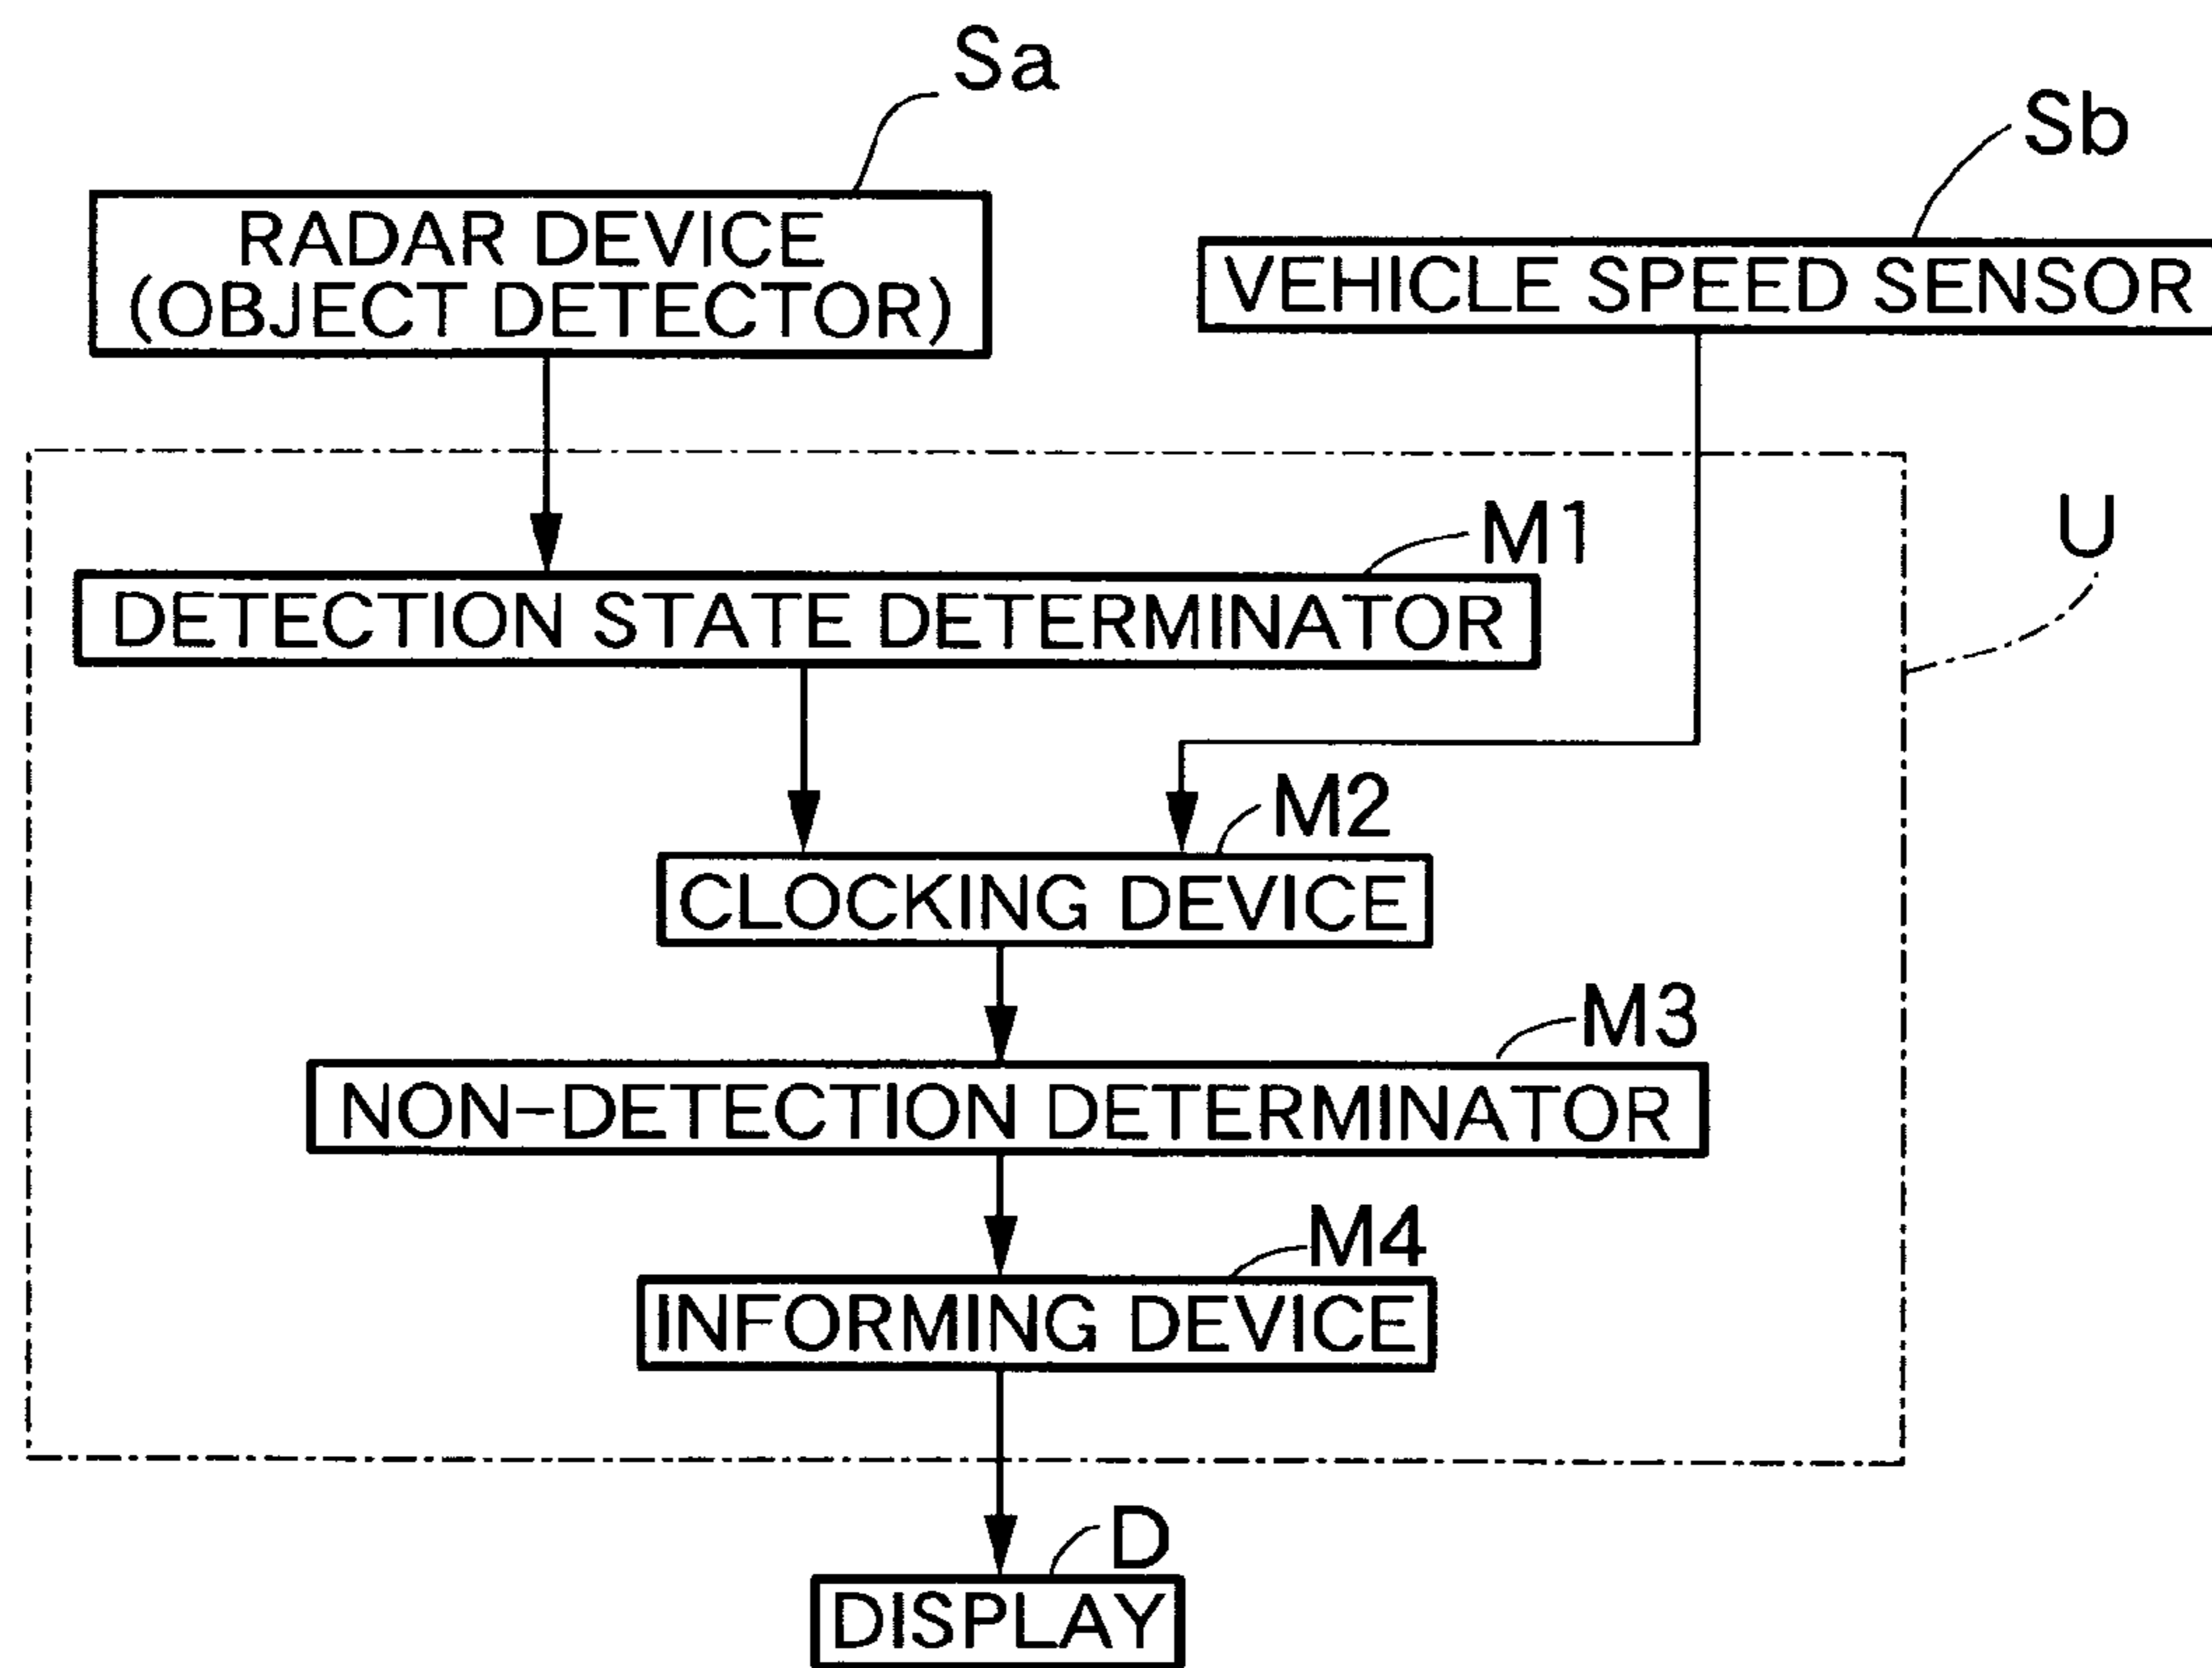 Sa
Sb
RADAR DEVICE
(OBJECT DETECTOR)
VEHICLE SPEED SENSOR
U
M1
DETECTION STATE DETERMINATOR
M2
CLOCKING DEVICE
M3
NON-DETECTION DETERMINATOR
M4
INFORMING DEVICE
D
DISPLAY